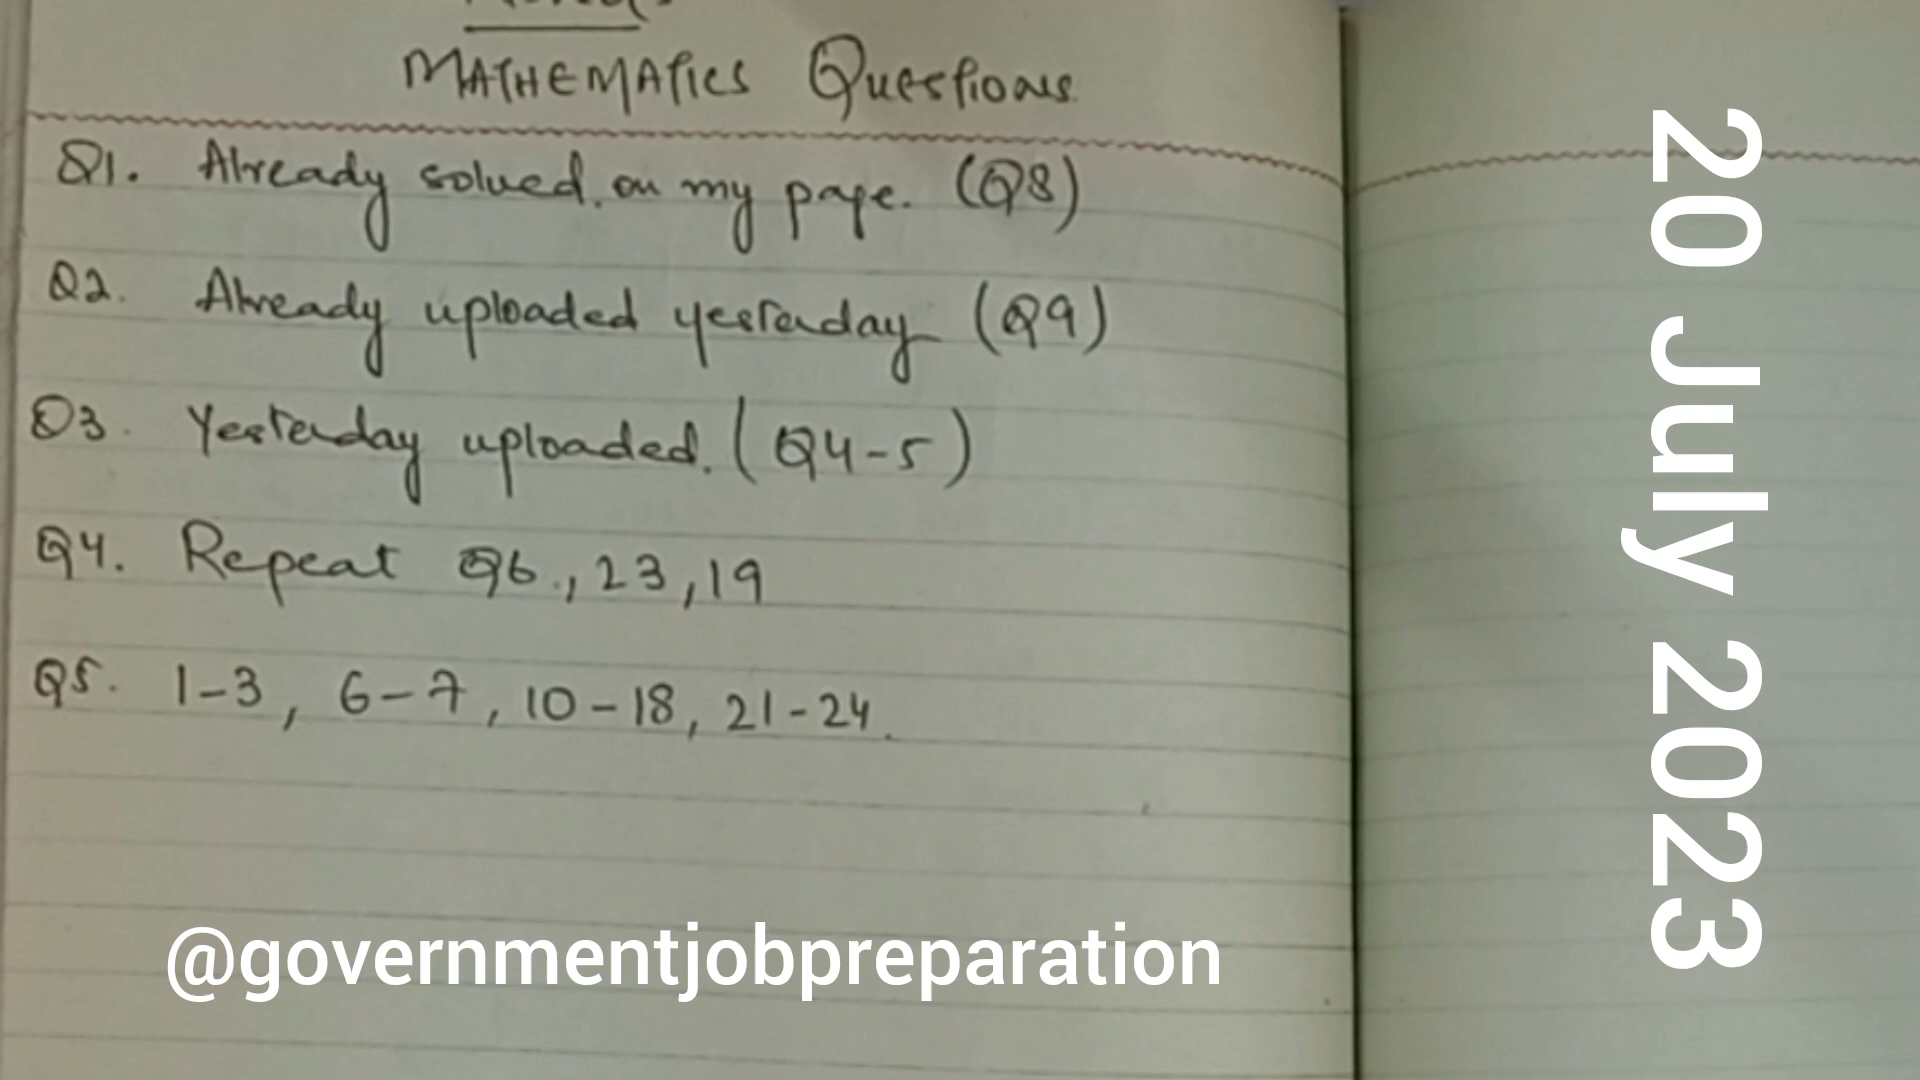 MATHEMATICS Questions.
Q1. Already solved on my page. (Q8)
Q2. Already uploaded yesterday (Q9)
Q3. Yesterday uploaded. (Q4-5)
Q4. Repeat Q6, 23, 19
Q5. 1-3, 6-7, 10-18, 21-24.
@governmentjobpreparation
20 July 2023